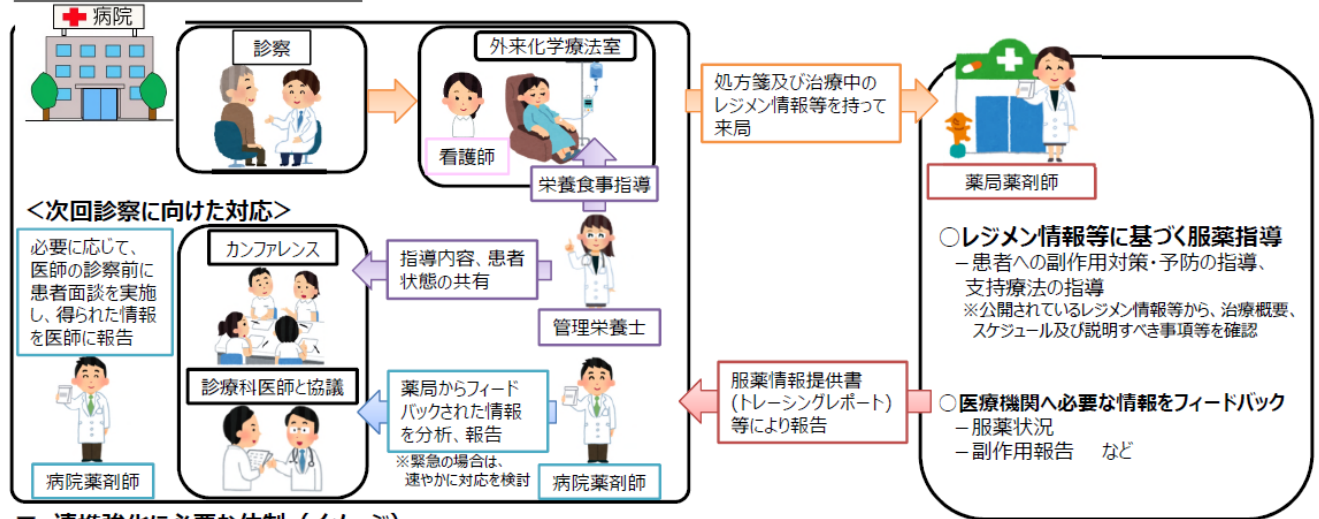 病院
診察
外来化学療法室
看護師
栄養食事指導
処方箋及び治療中の
レジメン情報等を持って
来局
薬局薬剤師
<次回診察に向けた対応>
必要に応じて、
医師の診察前に
患者面談を実施
し、得られた情報
を医師に報告
病院薬剤師
カンファレンス
指導内容、患者
状態の共有
管理栄養士
診療科医師と協議
薬局からフィード
バックされた情報
を分析、報告
※緊急の場合は、
速やかに対応を検討
病院薬剤師
○レジメン情報等に基づく服薬指導
−患者への副作用対策・予防の指導、
支持療法の指導
※公開されているレジメン情報等から、治療概要、
スケジュール及び説明すべき事項等を確認
服薬情報提供書
(トレーシングレポート)
等により報告
○医療機関へ必要な情報をフィードバック
−服薬状況
−副作用報告 など